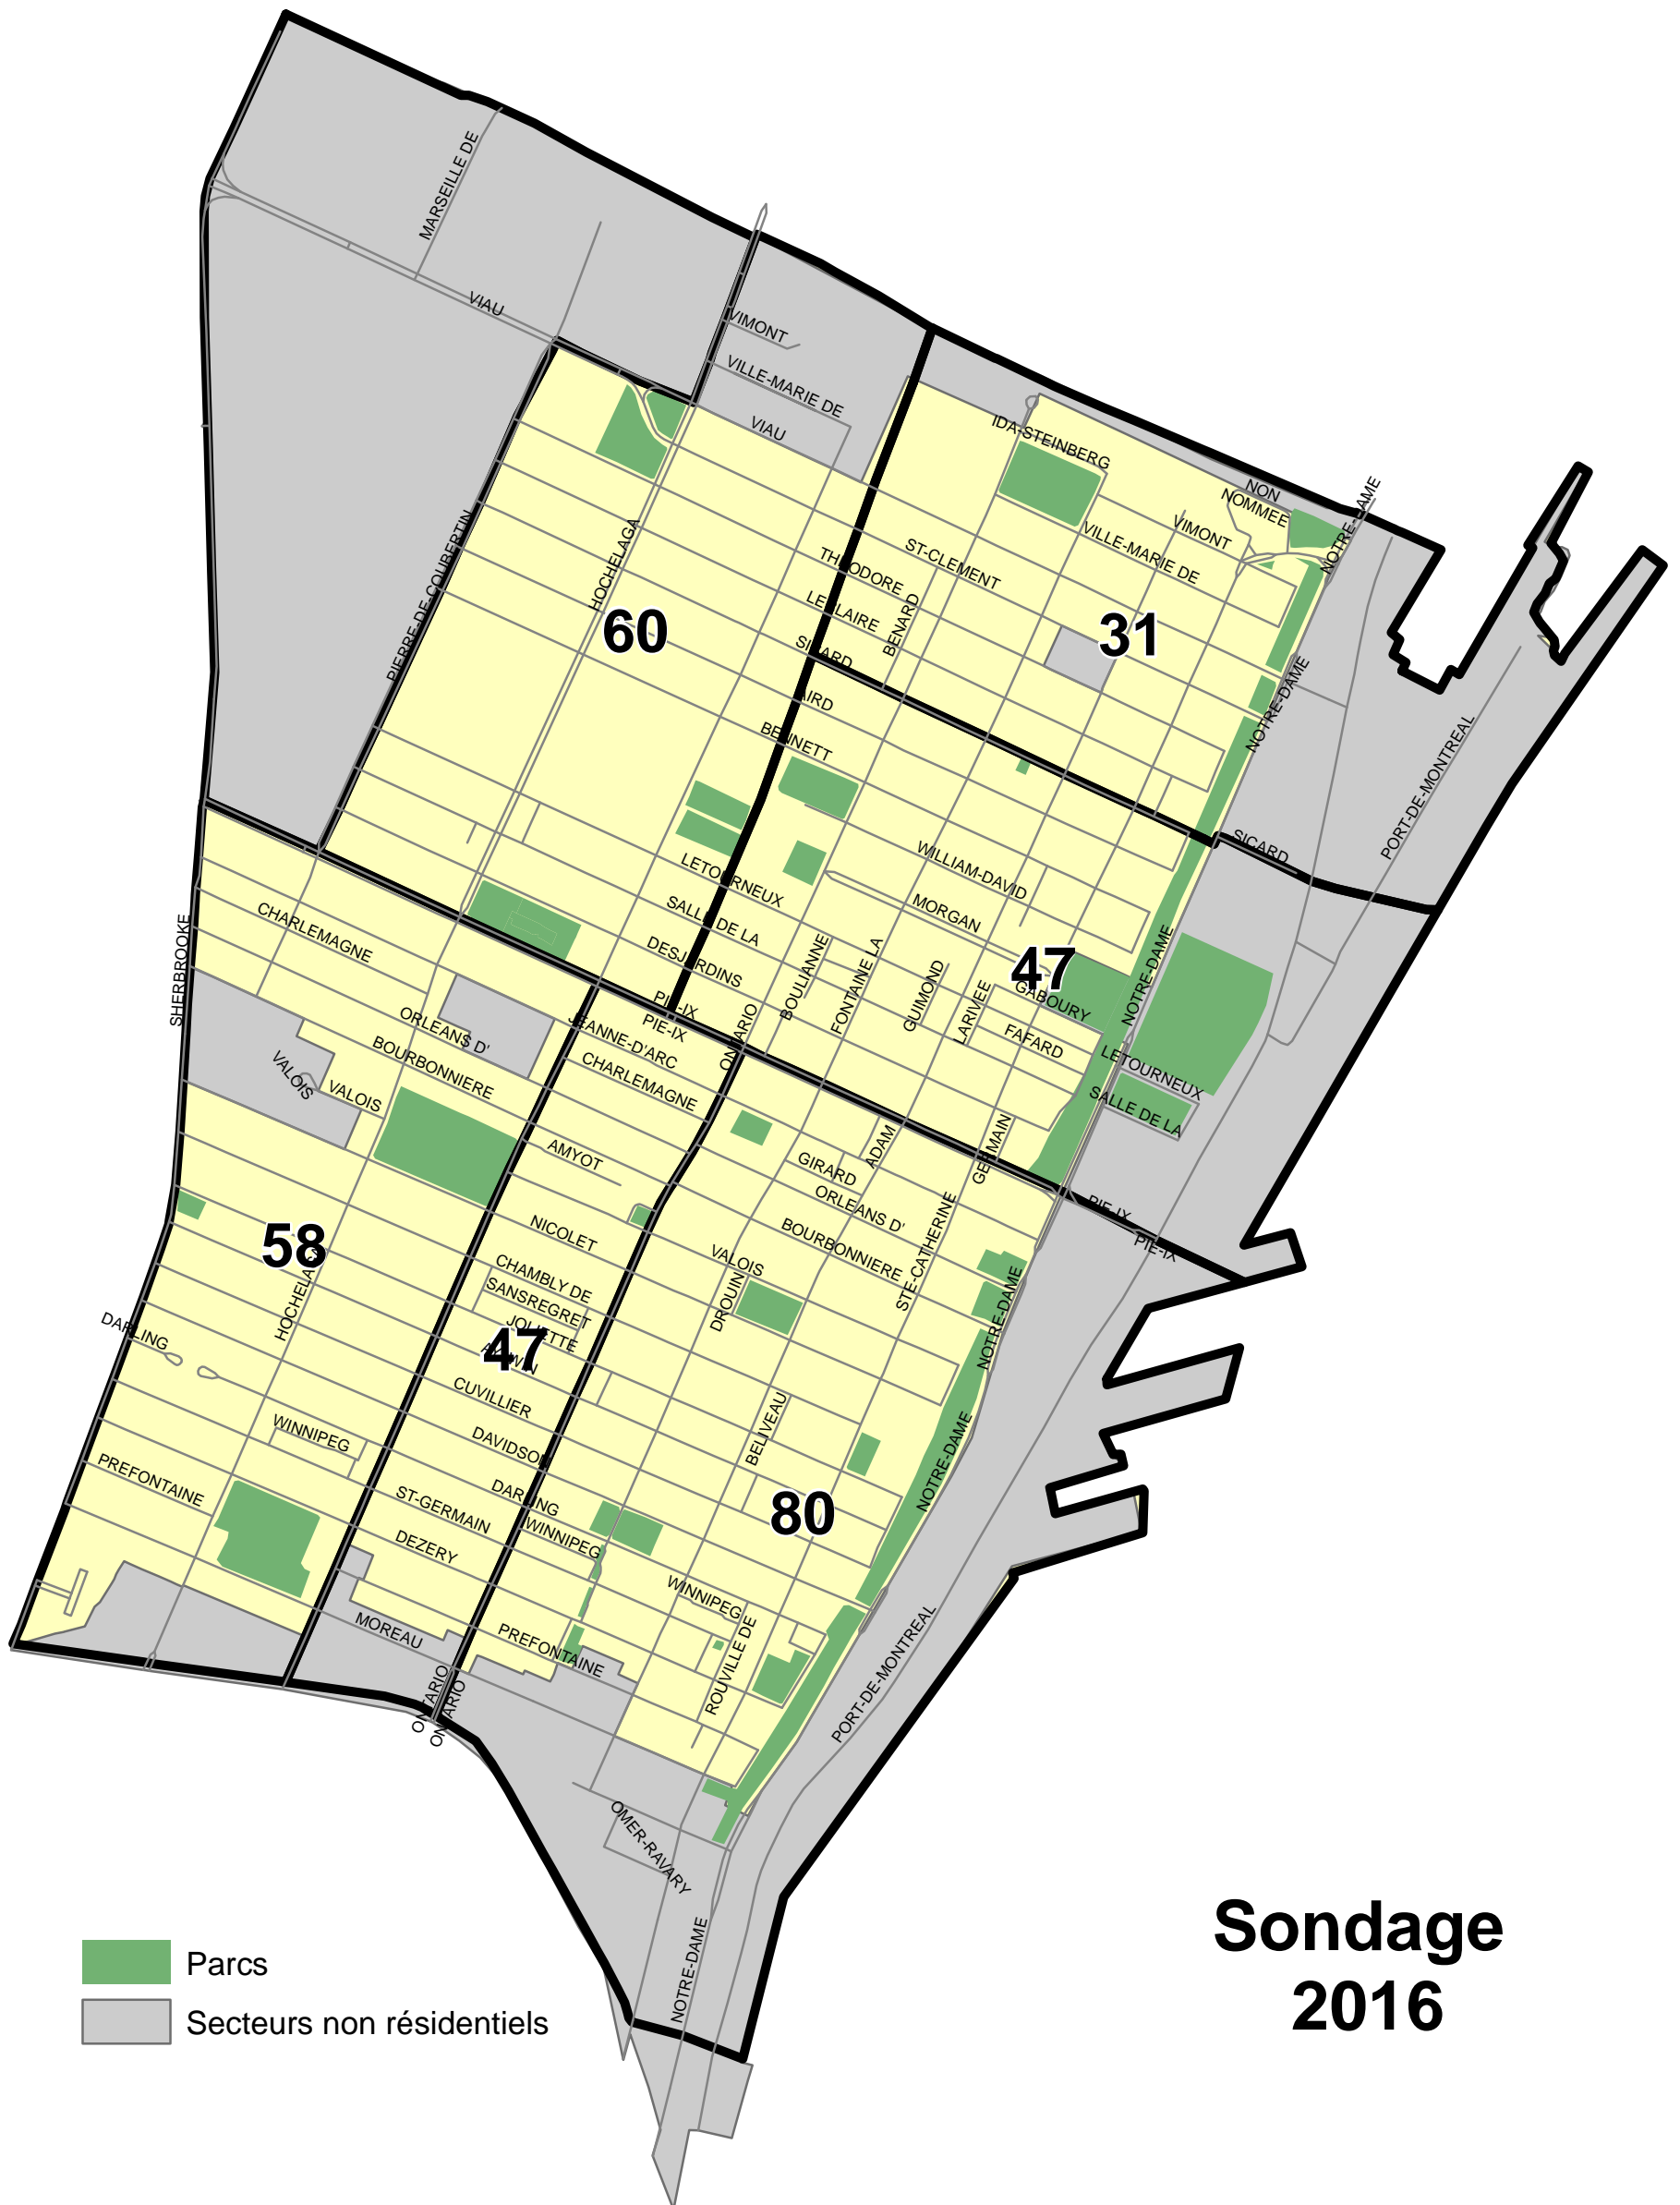 MARSEILLE DE
VIAU
VIMONT
VILLE-MARIE DE
VIAU
IDA-STEINBERG
NON
NOMMEE
NOTRE-DAME
VIMONT
VILLE-MARIE DE
PIERRE-DE-COUBERTIN
HOCHELAGA
ST-CLEMENT
THEODORE
LECLAIRE
BENARD
SICARD
60
31
AIRD
BENNETT
NOTRE-DAME
PORT-DE-MONTREAL
SICARD
WILLIAM-DAVID
LETOURNEUX
MORGAN
SALLE DE LA
DESJARDINS
BOULIANNE
FONTAINE LA
GUIMOND
LARIVEE
47
GABOURY
FAFARD
NOTRE-DAME
LETOURNEUX
SALLE DE LA
SHERBROOKE
CHARLEMAGNE
ORLEANS D'
BOURBONNIERE
VALOIS
VALOIS
PIE-IX
PIE-IX
JEANNE-D'ARC
CHARLEMAGNE
ONTARIO
ADAM
GERMAIN
GIRARD
ORLEANS D'
BOURBONNIERE
STE-CATHERINE
PIE-IX
PIE-IX
AMYOT
NICOLET
VALOIS
DROUIN
NOTRE-DAME
58
HOCHELAGA
CHAMBLY DE
SANSREGRET
JOLIETTE
AYLWIN
47
CUVILLIER
DAVIDSON
DARLING
DARLING
WINNIPEG
WINNIPEG
PREFONTAINE
ST-GERMAIN
DEZERY
BELIVEAU
80
NOTRE-DAME
WINNIPEG
ROUVILLE DE
MOREAU
PREFONTAINE
ONTARIO
ONTARIO
PORT-DE-MONTREAL
OMER-RAVARY
NOTRE-DAME
Parcs
Secteurs non résidentiels
Sondage
2016